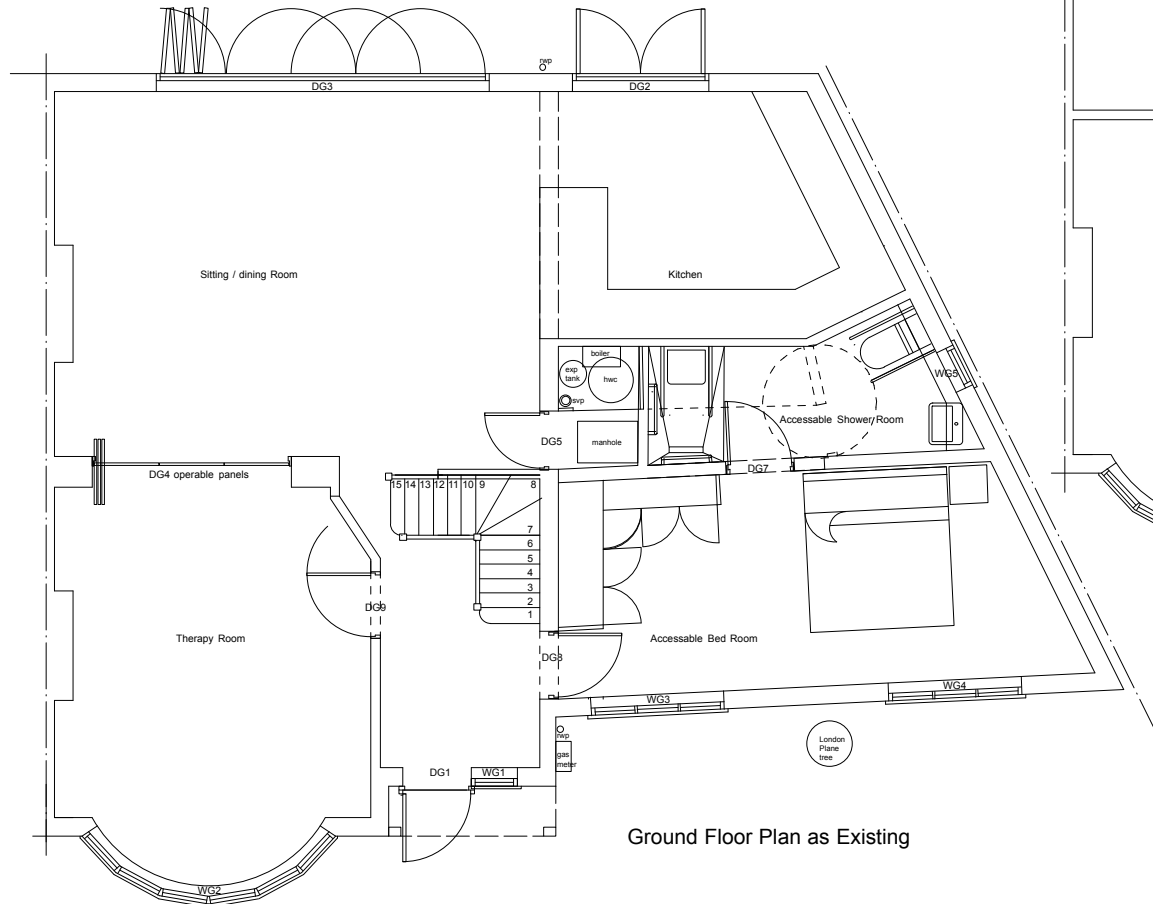 rwp
DG3
DG2
Sitting / dining Room
Kitchen
boiler
exp
tank
hwc
svp
WG5
Accessable Shower Room
DG5
manhole
DG7
DG4 operable panels
15 14 13 12 11 10 9 8
7
6
5
4
3
2
1
DG9
Therapy Room
Accessable Bed Room
DG8
WG3
WG4
rwp
gas
meter
London
Plane
tree
DG1
WG1
Ground Floor Plan as Existing
WG2